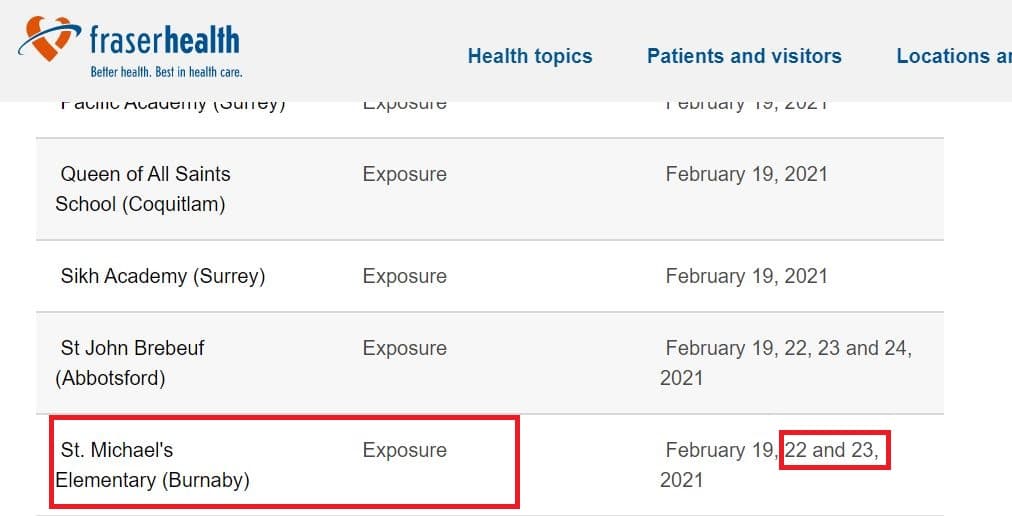 fraserhealth
Better health. Best in health care.
Health topics
Patients and visitors
Locations
Pacific Academy (Surrey)
Exposure
February 19, 2021
Queen of All Saints
School (Coquitlam)
Exposure
February 19, 2021
Sikh Academy (Surrey)
Exposure
February 19, 2021
St John Brebeuf
(Abbotsford)
Exposure
February 19, 22, 23 and 24,
2021
St. Michael's
Elementary (Burnaby)
Exposure
February 19, 22 and 23,
2021